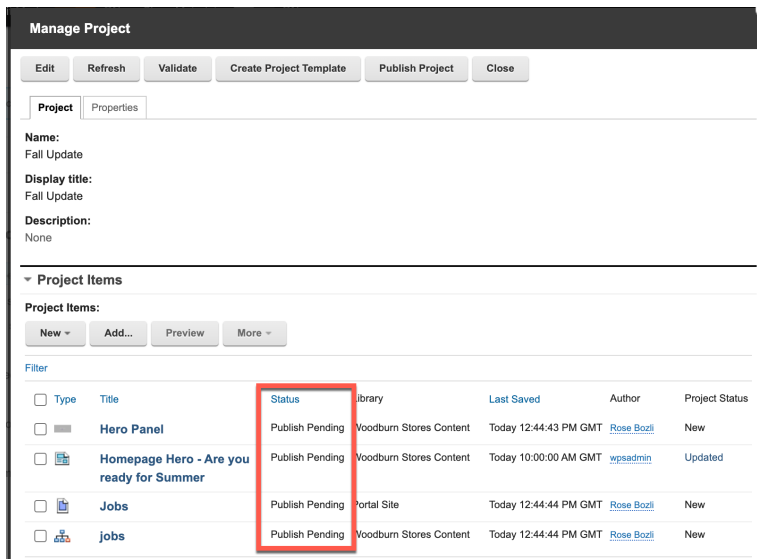 Manage Project
Edit Refresh Validate Create Project Template Publish Project Close
Project Properties
Name:
Fall Update
Display title:
Fall Update
Description:
None
Project Items
Project Items:
New Add... Preview More
Filter
Type Title Status ibrary Last Saved Author Project Status
Hero Panel Publish Pending Woodburn Stores Content Today 12:44:43 PM GMT Rose Bozli New
Homepage Hero - Are you Publish Pending Woodburn Stores Content Today 10:00:00 AM GMT wpsadmin Updated
ready for Summer
Jobs Publish Pending Portal Site Today 12:44:44 PM GMT Rose Bozli New
jobs Publish Pending Woodburn Stores Content Today 12:44:44 PM GMT Rose Bozli New